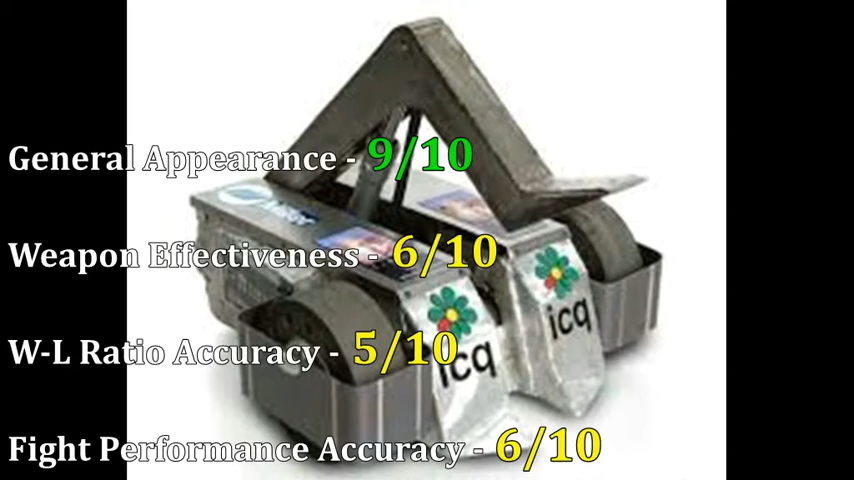 General Appearance - 9/10
Weapon Effectiveness - 6/10
W-L Ratio Accuracy - 5/10
icq
icq
Fight Performance Accuracy - 6/10